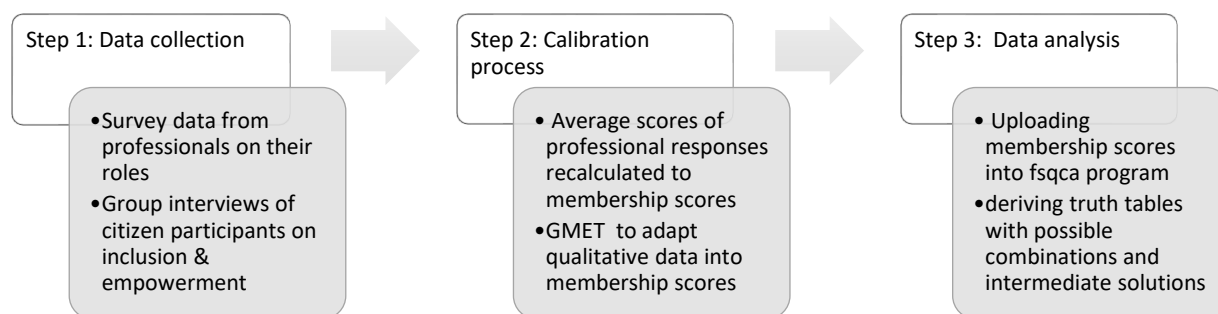 Step 1: Data collection
•Survey data from
professionals on their
roles
•Group interviews of
citizen participants on
inclusion &
empowerment
Step 2: Calibration
process
• Average scores of
professional responses
recalculated to
membership scores
•GMET to adapt
qualitative data into
membership scores
Step 3: Data analysis
• Uploading
membership scores
into fsqca program
•deriving truth tables
with possible
combinations and
intermediate solutions